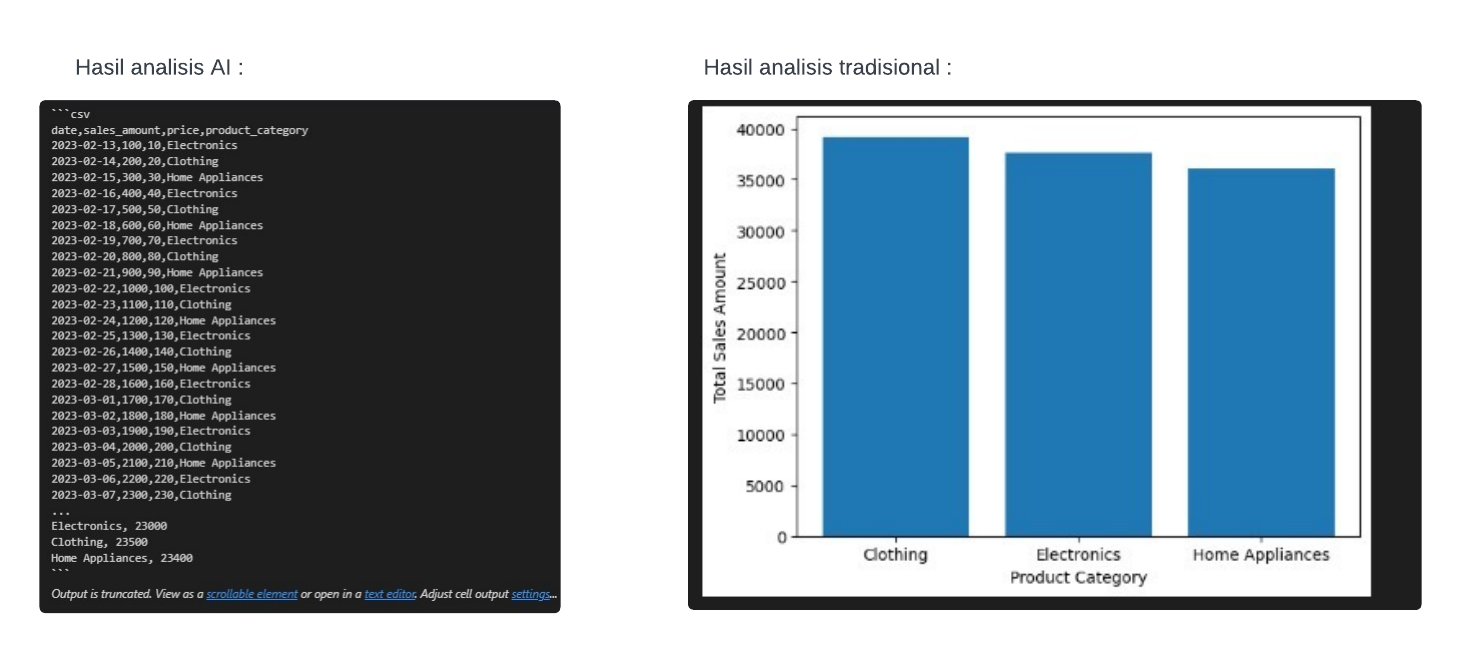 Hasil analisis AI :
```csv
date,sales_amount,price,product_category
2023-02-13,100,10,Electronics
2023-02-14,200,20,Clothing
2023-02-15,300,30,Home Appliances
2023-02-16,400,40,Electronics
2023-02-17,500,50,Clothing
2023-02-18,600,60,Home Appliances
2023-02-19,700,70,Electronics
2023-02-20,800,80,Clothing
2023-02-21,900,90,Home Appliances
2023-02-22,1000,100,Electronics
2023-02-23,1100,110,Clothing
2023-02-24,1200,120,Home Appliances
2023-02-25,1300,130,Electronics
2023-02-26,1400,140,Clothing
2023-02-27,1500,150,Home Appliances
2023-02-28,1600,160,Electronics
2023-03-01,1700,170,Clothing
2023-03-02,1800,180,Home Appliances
2023-03-03,1900,190,Electronics
2023-03-04,2000,200,Clothing
2023-03-05,2100,210,Home Appliances
2023-03-06,2200,220,Electronics
2023-03-07,2300,230,Clothing
...
Electronics, 23000
Clothing, 23500
Home Appliances, 23400
```
Output is truncated. View as a scrollable element or open in a text editor. Adjust cell output settings...
Hasil analisis tradisional :
Total Sales Amount
40000
35000
30000
25000
20000
15000
10000
5000
0
Clothing Electronics Home Appliances
Product Category